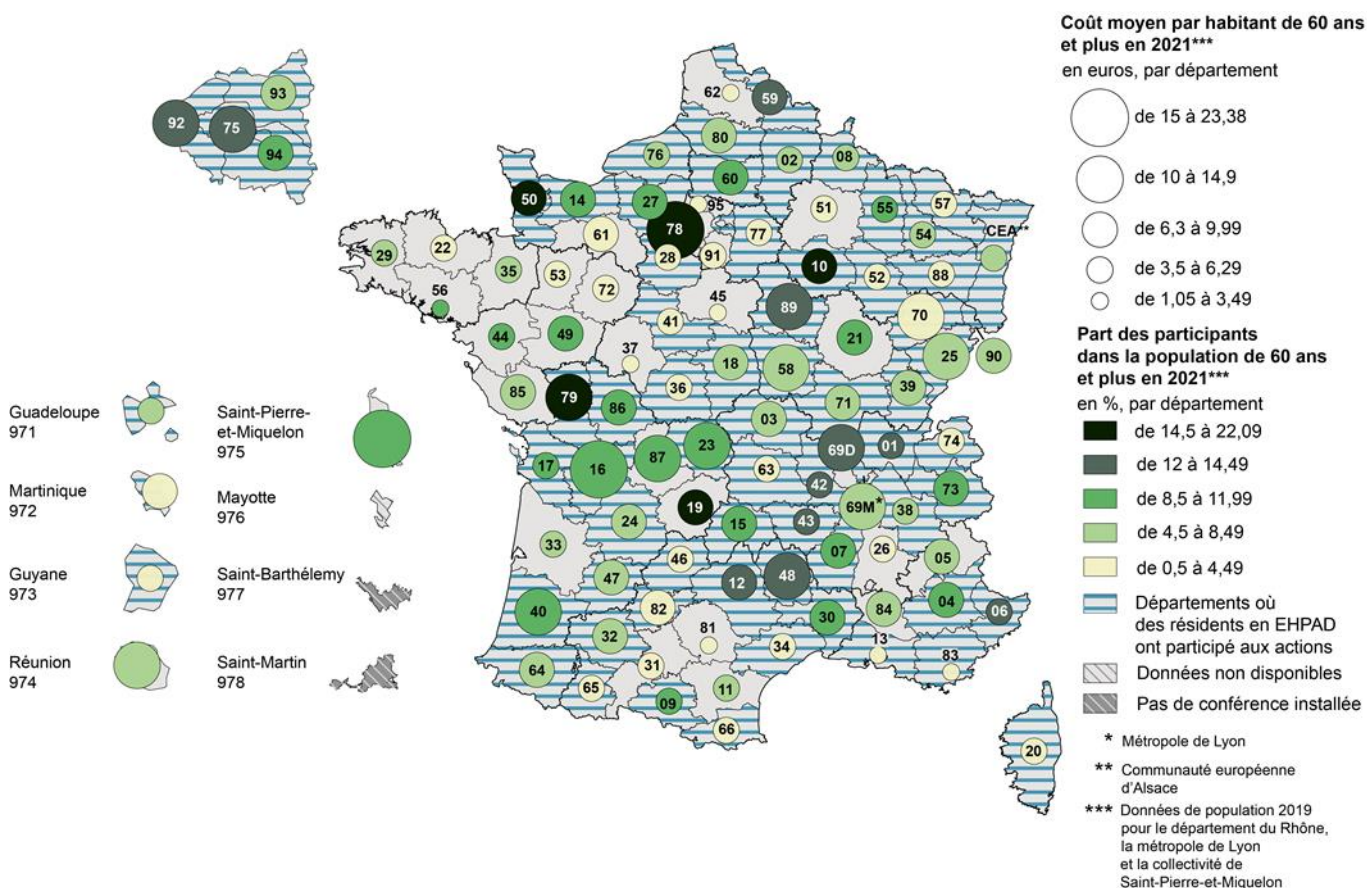 Coût moyen par habitant de 60 ans
et plus en 2021***
en euros, par département
de 15 à 23,38
de 10 à 14,9
de 6,3 à 9,99
de 3,5 à 6,29
de 1,05 à 3,49
Part des participants
dans la population de 60 ans
et plus en 2021***
en %, par département
de 14,5 à 22,09
de 12 à 14,49
de 8,5 à 11,99
de 4,5 à 8,49
de 0,5 à 4,49
Départements où
des résidents en EHPAD
ont participé aux actions
Données non disponibles
Pas de conférence installée
* Métropole de Lyon
** Communauté européenne
d'Alsace
*** Données de population 2019
pour le département du Rhône,
la métropole de Lyon
et la collectivité de
Saint-Pierre-et-Miquelon
93
92
75
94
Guadeloupe
971
Martinique
972
Guyane
973
Réunion
974
Saint-Pierre-
et-Miquelon
975
Mayotte
976
Saint-Barthélemy
977
Saint-Martin
978
62
59
80
76
02
08
60
50
14
27
95
51
55
57
78
77
54
CEA**
61
91
28
10
52
88
29
22
35
53
72
56
45
89
70
41
44
49
37
21
25
90
18
58
85
79
36
39
86
71
03
23
69D
01
74
17
16
87
63
42
73
19
69M*
38
24
15
43
33
46
07
26
05
47
12
48
40
82
04
30
84
06
32
81
13
34
83
64
31
65
11
09
66
20